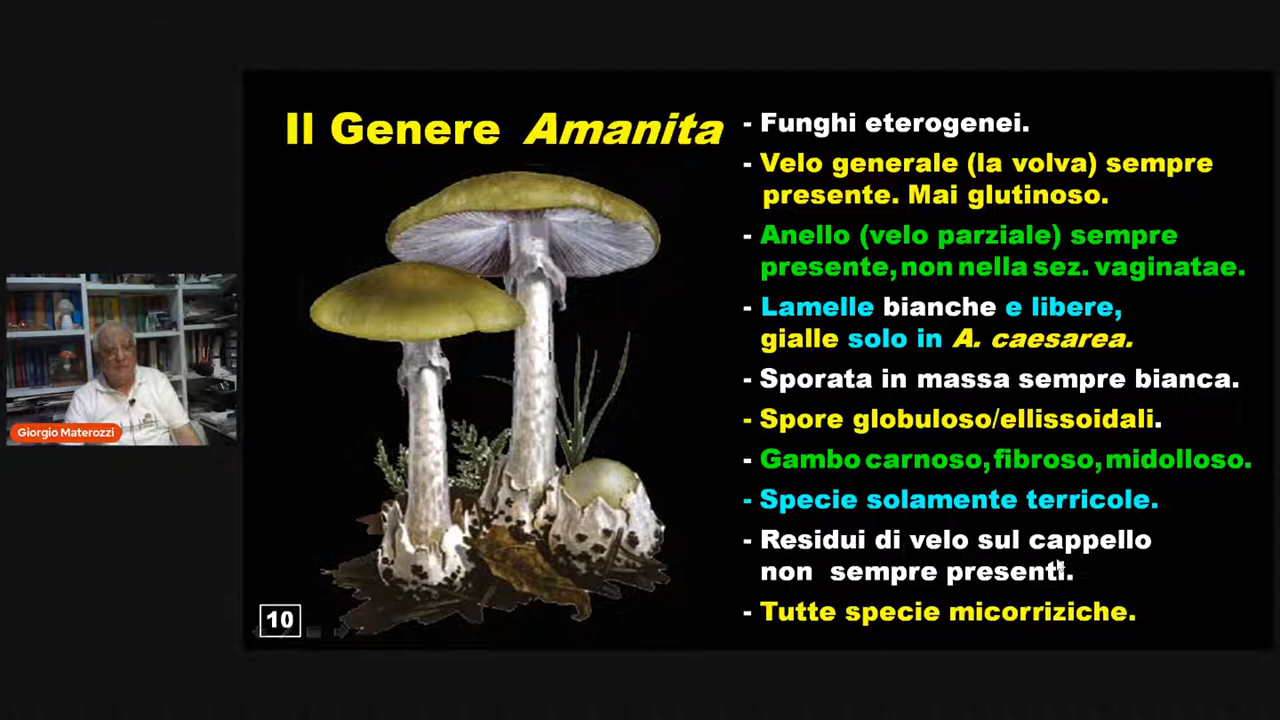 Il Genere Amanita
- Funghi eterogenei.
- Velo generale (la volva) sempre
presente. Mai glutinoso.
- Anello (velo parziale) sempre
presente, non nella sez. vaginatae.
- Lamelle bianche e libere,
gialle solo in A. caesarea.
- Sporata in massa sempre bianca.
- Spore globuloso/ellissoidali.
- Gambo carnoso, fibroso, midolloso.
- Specie solamente terricole.
- Residui di velo sul cappello
non sempre presenti.
- Tutte specie micorriziche.
10
Giorgio Materozzi